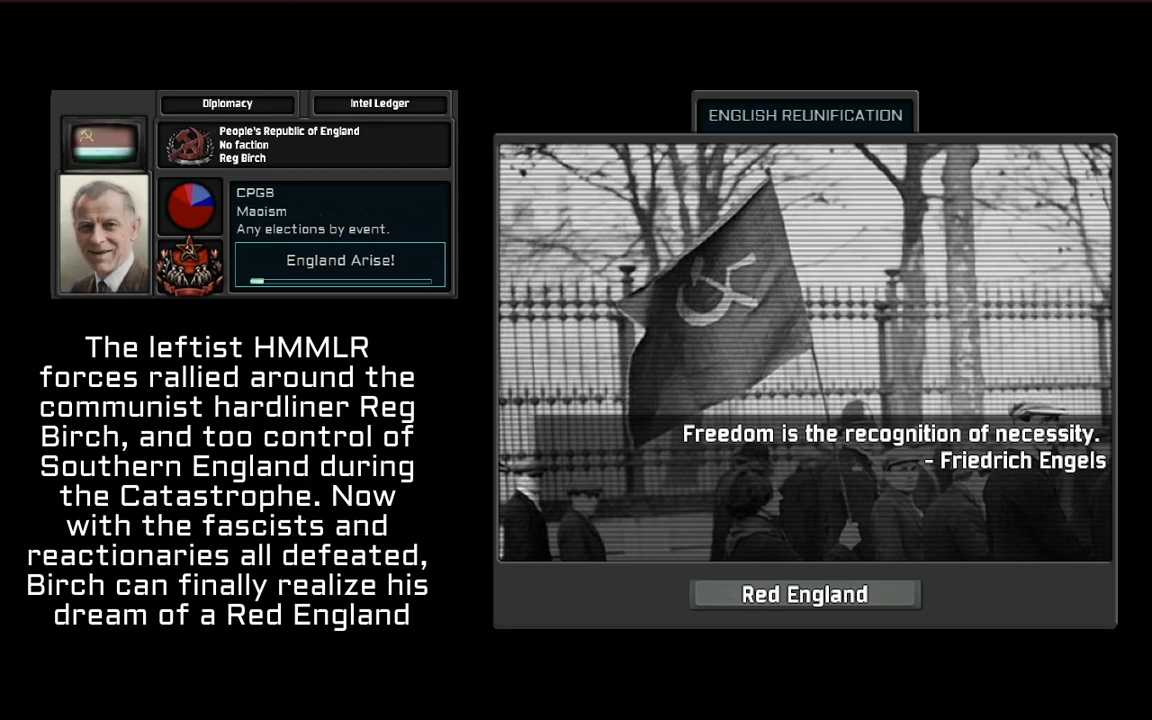 Diplomacy
Intel Ledger
People's Republic of England
No faction
Reg Birch
CPGB
Maoism
Any elections by event.
England Arise!
The leftist HMMLR
forces rallied around the
communist hardliner Reg
Birch, and too control of
Southern England during
the Catastrophe. Now
with the fascists and
reactionaries all defeated,
Birch can finally realize his
dream of a Red England
ENGLISH REUNIFICATION
Freedom is the recognition of necessity.
- Friedrich Engels
Red England